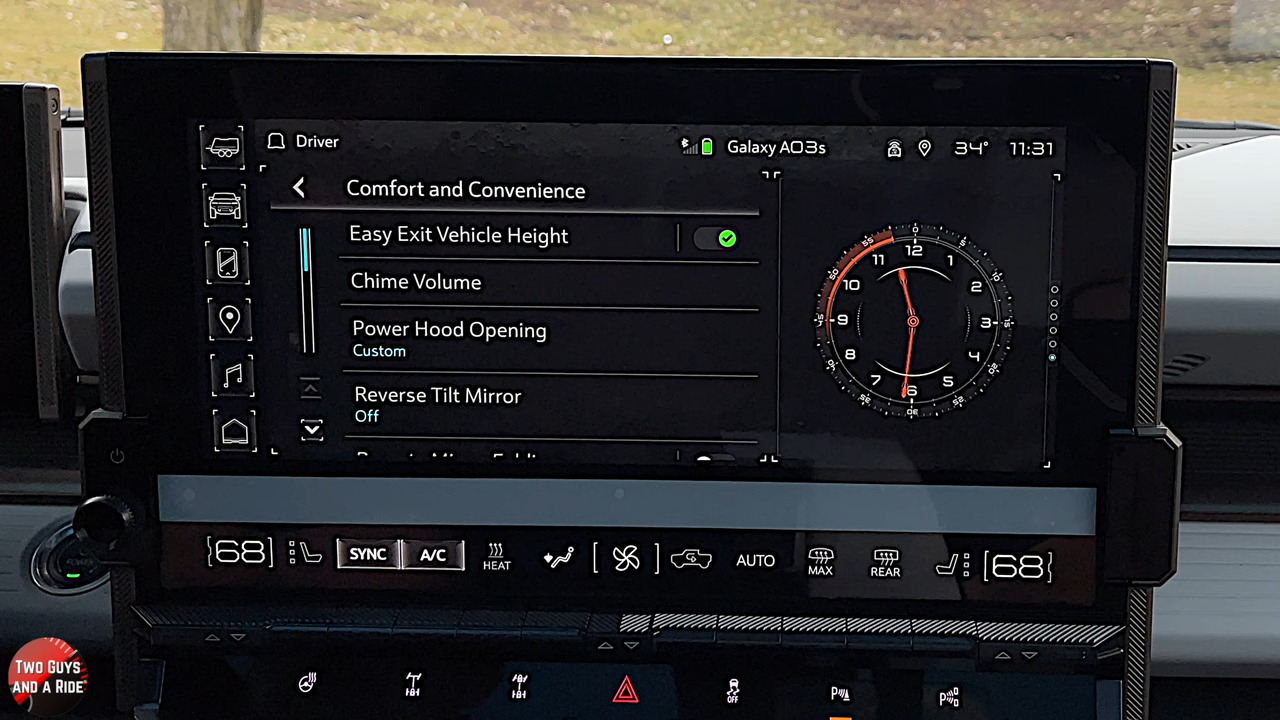 Driver
Galaxy A03s
34°
11:31
Comfort and Convenience
Easy Exit Vehicle Height
Chime Volume
Power Hood Opening
Custom
Reverse Tilt Mirror
Off
12
1
2
3
4
5
6
7
8
9
10
11
68
SYNC
A/C
HEAT
AUTO
MAX
REAR
68
OFF
P
P
TWO GUYS
AND A RIDE